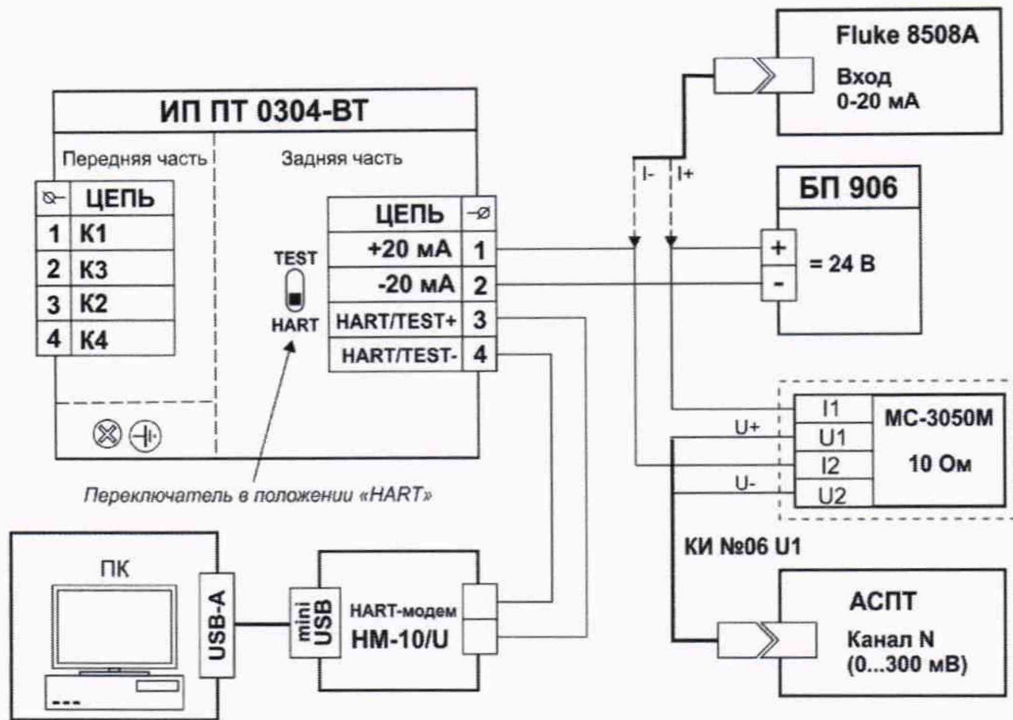 Fluke 8508A
Вход
0-20 мА
ИП ПТ 0304-ВТ
Передняя часть
Задняя часть
ЦЕПЬ
1 К1
2 К3
3 К2
4 К4
TEST
HART
ЦЕПЬ
+20 мА 1
-20 мА 2
HART/TEST+ 3
HART/TEST- 4
I- I+
БП 906
+
-
= 24 В
Переключатель в положении «HART»
U+
U-
I1
U1
I2
U2
МС-3050М
10 Ом
КИ №06 U1
ПК
USB-A
mini USB
HART-модем
НМ-10/U
АСПТ
Канал N
(0...300 мВ)